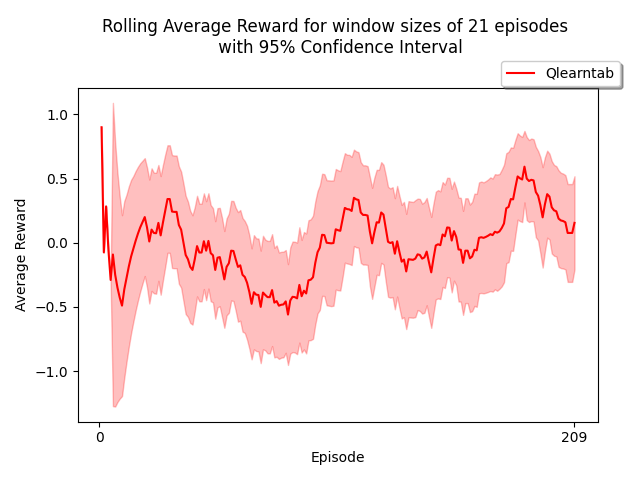 Rolling Average Reward for window sizes of 21 episodes
with 95% Confidence Interval
Qlearntab
1.0
0.5
0.0
−0.5
−1.0
Average Reward
0
209
Episode